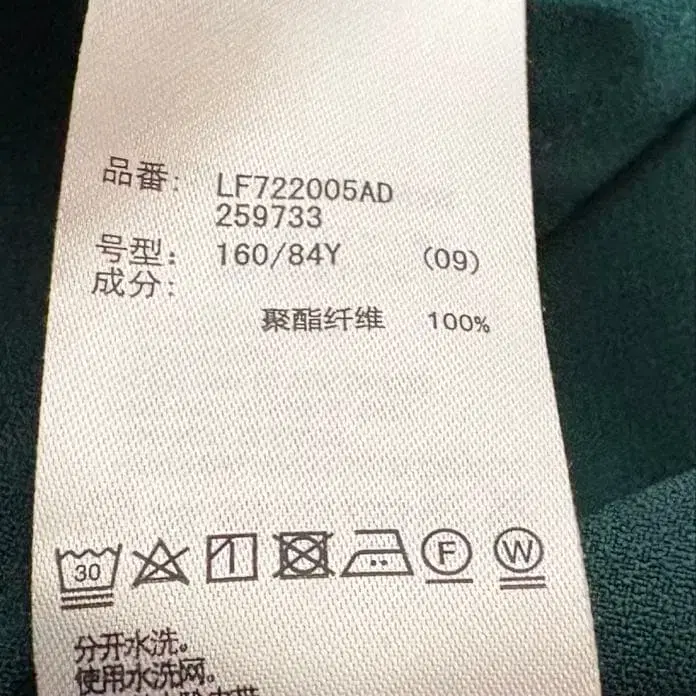 品番: LF722005AD
259733
号型: 160/84Y (09)
成分:
聚酯纤维 100%
30 F W
分开水洗。
使用水洗网。